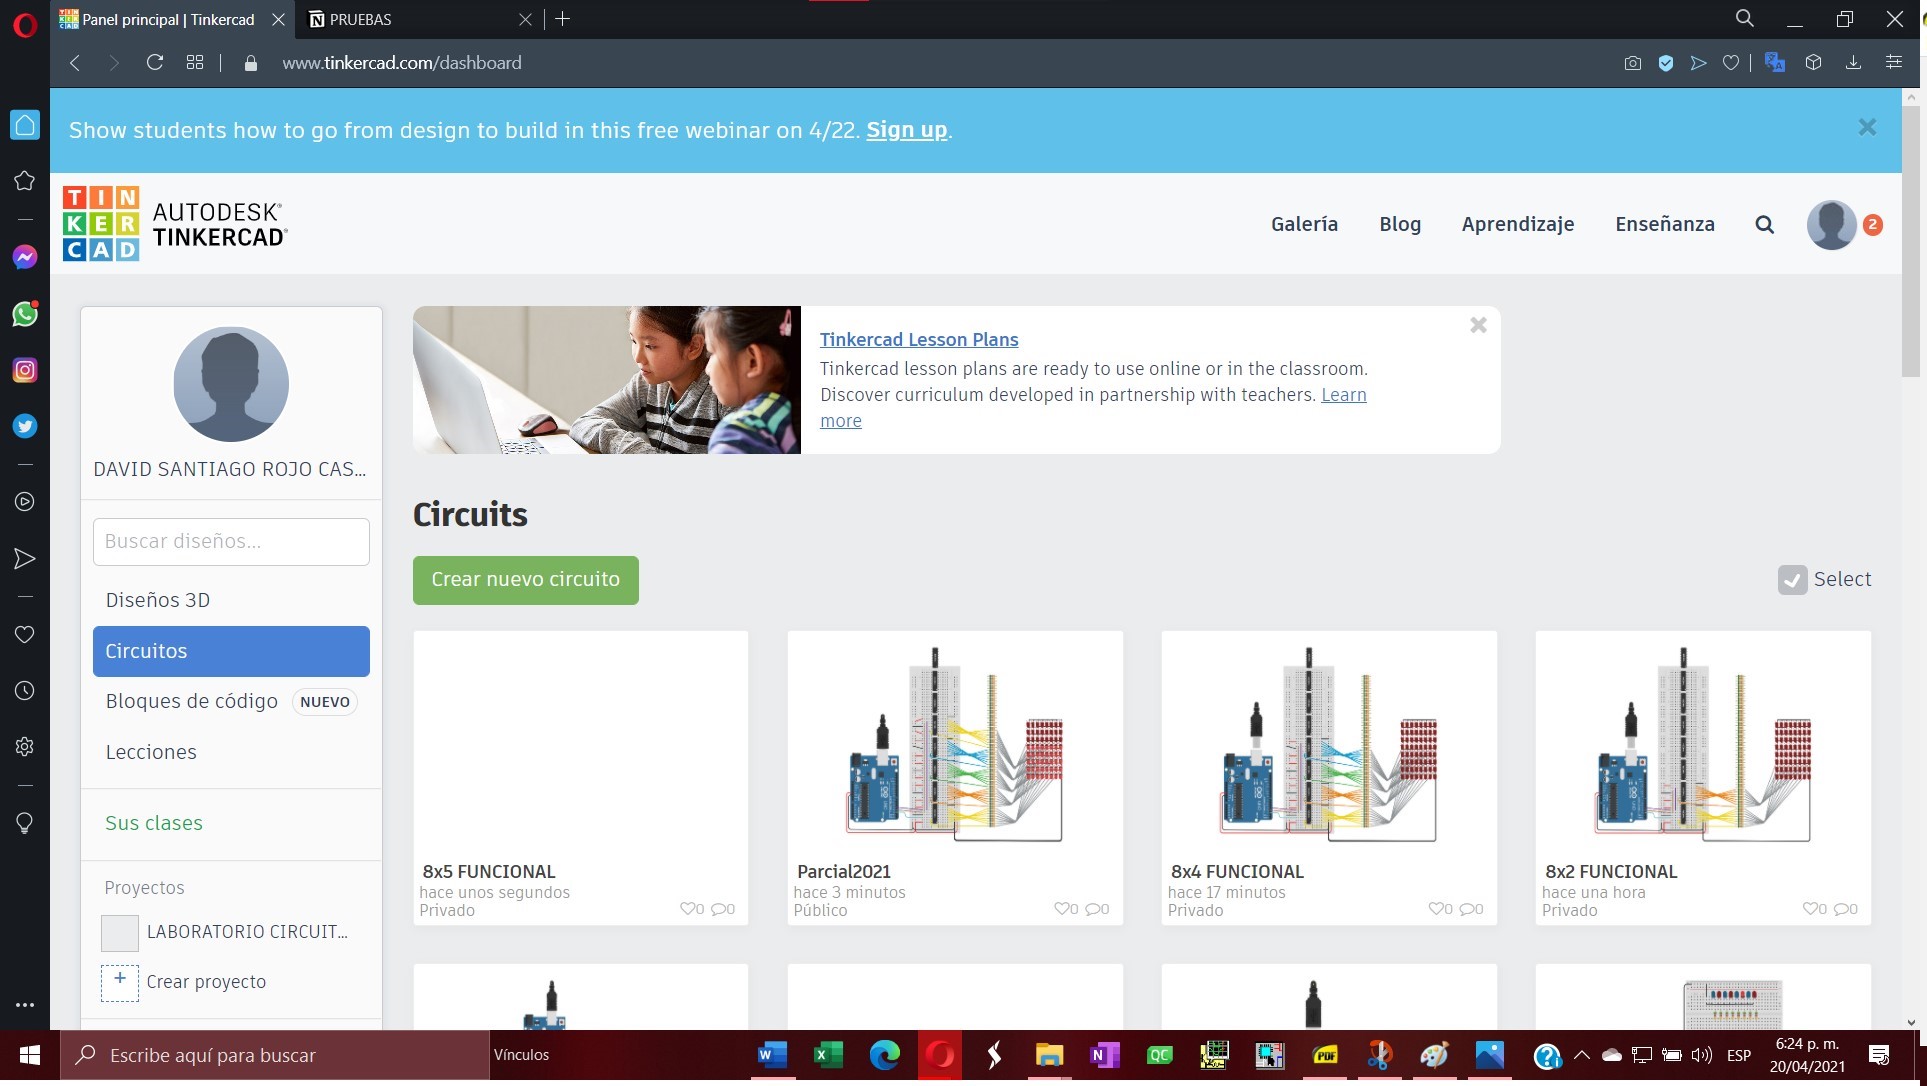 Panel principal | Tinkercad
PRUEBAS
www.tinkercad.com/dashboard
Show students how to go from design to build in this free webinar on 4/22. Sign up.
TIN
KER
CAD
AUTODESK®
TINKERCAD®
Galería
Blog
Aprendizaje
Enseñanza
2
DAVID SANTIAGO ROJO CAS...
Buscar diseños...
Diseños 3D
Circuitos
Bloques de código NUEVO
Lecciones
Sus clases
Proyectos
LABORATORIO CIRCUIT...
+ Crear proyecto
Tinkercad Lesson Plans
Tinkercad lesson plans are ready to use online or in the classroom.
Discover curriculum developed in partnership with teachers. Learn
more
Circuits
Crear nuevo circuito
Select
8x5 FUNCIONAL
hace unos segundos
Privado
0 0
Parcial2021
hace 3 minutos
Público
0 0
8x4 FUNCIONAL
hace 17 minutos
Privado
0 0
8x2 FUNCIONAL
hace una hora
Privado
0 0
Escribe aquí para buscar
Vínculos
QC
PDF
ESP
6:24 p. m.
20/04/2021